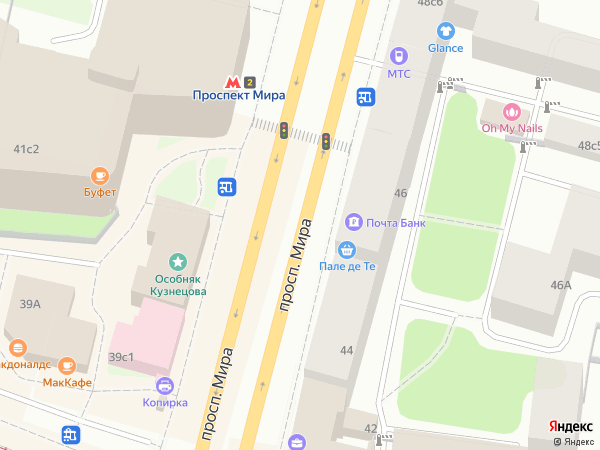 48с6
Glance
МТС
2
Проспект Мира
Oh My Nails
48с5
41с2
Буфет
46
Почта Банк
просп. Мира
Пале де Те
Особняк
Кузнецова
46А
39А
44
акдоналдс
МакКафе
39с1
просп. Мира
Копирка
42
Яндекс
© Яндекс